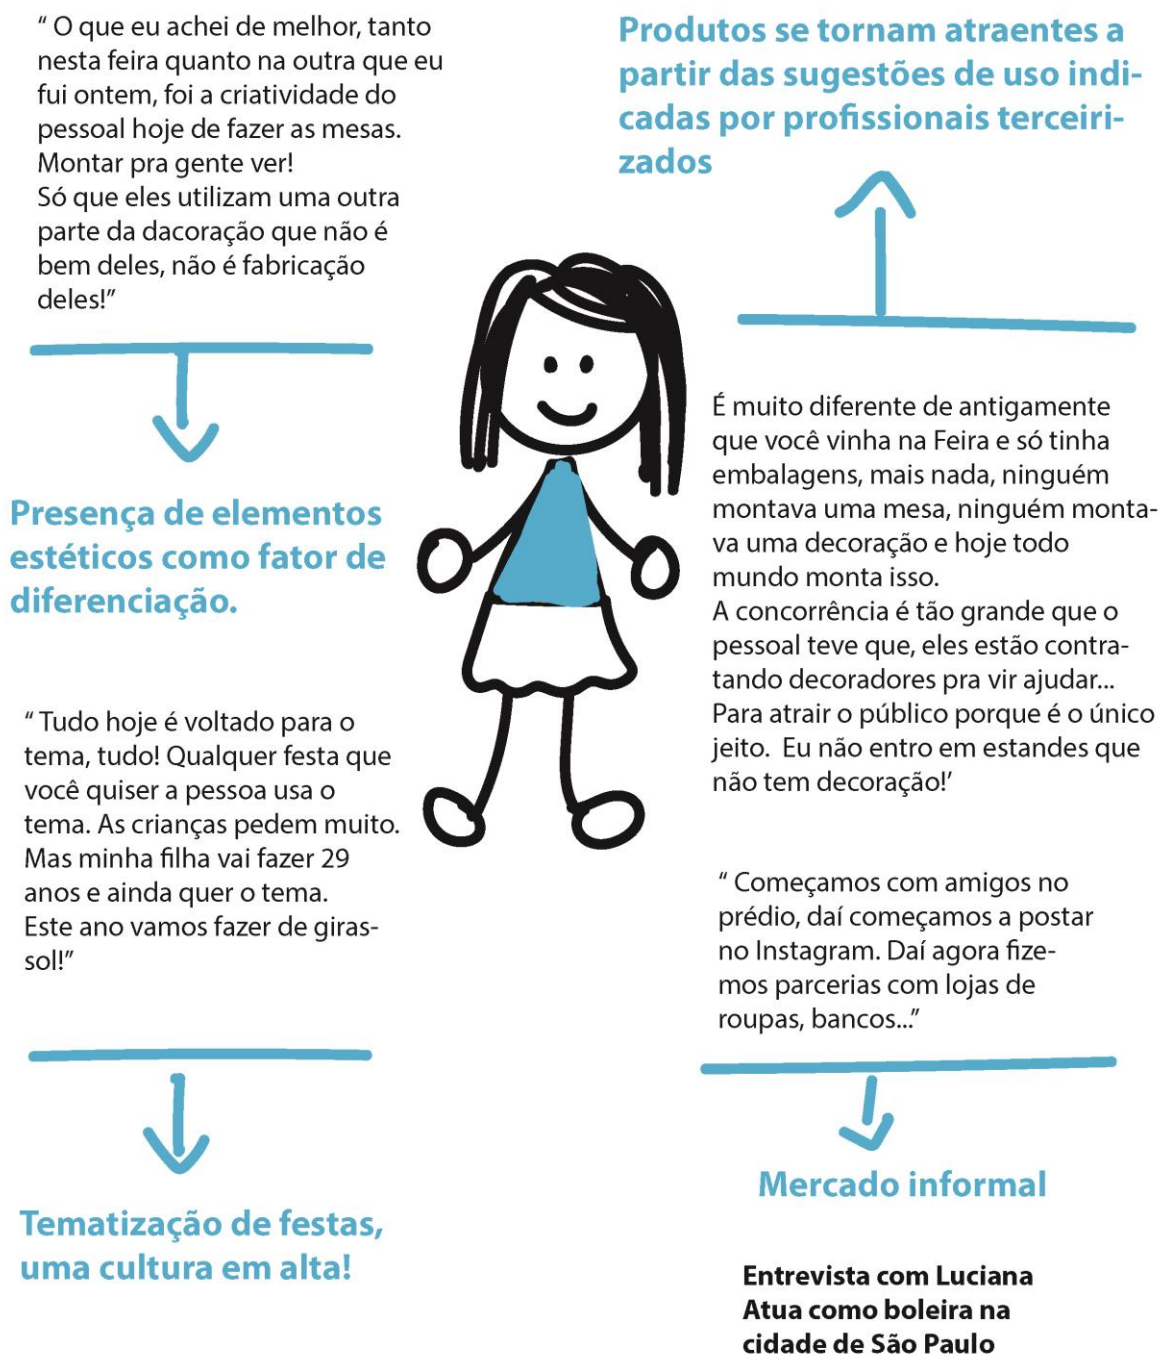 “ O que eu achei de melhor, tanto
nesta feira quanto na outra que eu
fui ontem, foi a criatividade do
pessoal hoje de fazer as mesas.
Montar pra gente ver!
Só que eles utilizam uma outra
parte da dacoração que não é
bem deles, não é fabricação
deles!”
Presença de elementos
estéticos como fator de
diferenciação.
“ Tudo hoje é voltado para o
tema, tudo! Qualquer festa que
você quiser a pessoa usa o
tema. As crianças pedem muito.
Mas minha filha vai fazer 29
anos e ainda quer o tema.
Este ano vamos fazer de giras-
sol!”
Tematização de festas,
uma cultura em alta!
Produtos se tornam atraentes a
partir das sugestões de uso indi-
cadas por profissionais terceiri-
zados
É muito diferente de antigamente
que você vinha na Feira e só tinha
embalagens, mais nada, ninguém
montava uma mesa, ninguém monta-
va uma decoração e hoje todo
mundo monta isso.
A concorrência é tão grande que o
pessoal teve que, eles estão contra-
tando decoradores pra vir ajudar...
Para atrair o público porque é o único
jeito.  Eu não entro em estandes que
não tem decoração!’
“ Começamos com amigos no
prédio, daí começamos a postar
no Instagram. Daí agora fize-
mos parcerias com lojas de
roupas, bancos...”
Mercado informal
Entrevista com Luciana
Atua como boleira na
cidade de São Paulo